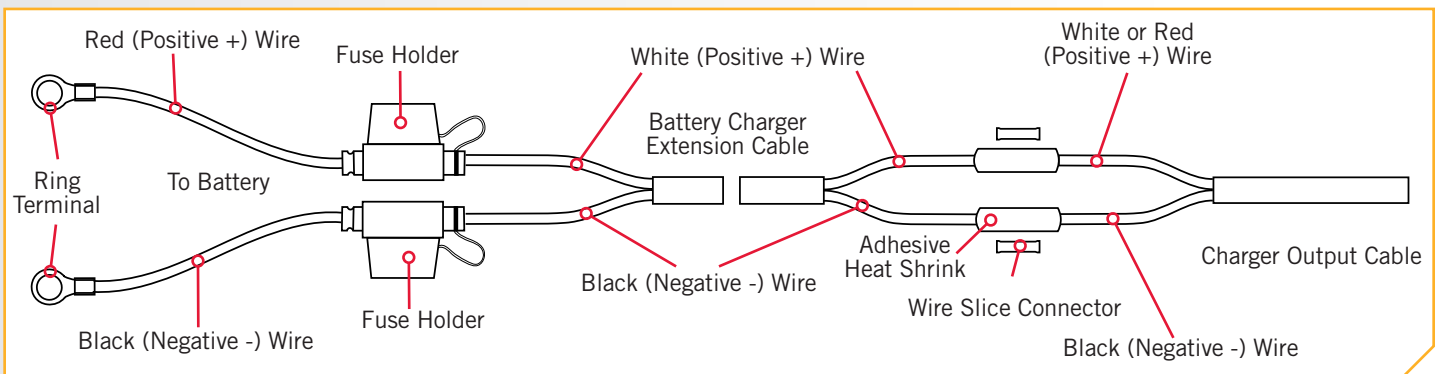 Red (Positive +) Wire
Fuse Holder
White (Positive +) Wire
White or Red
(Positive +) Wire
Battery Charger
Extension Cable
Ring
Terminal
To Battery
Adhesive
Heat Shrink
Charger Output Cable
Black (Negative -) Wire
Wire Slice Connector
Fuse Holder
Black (Negative -) Wire
Black (Negative -) Wire